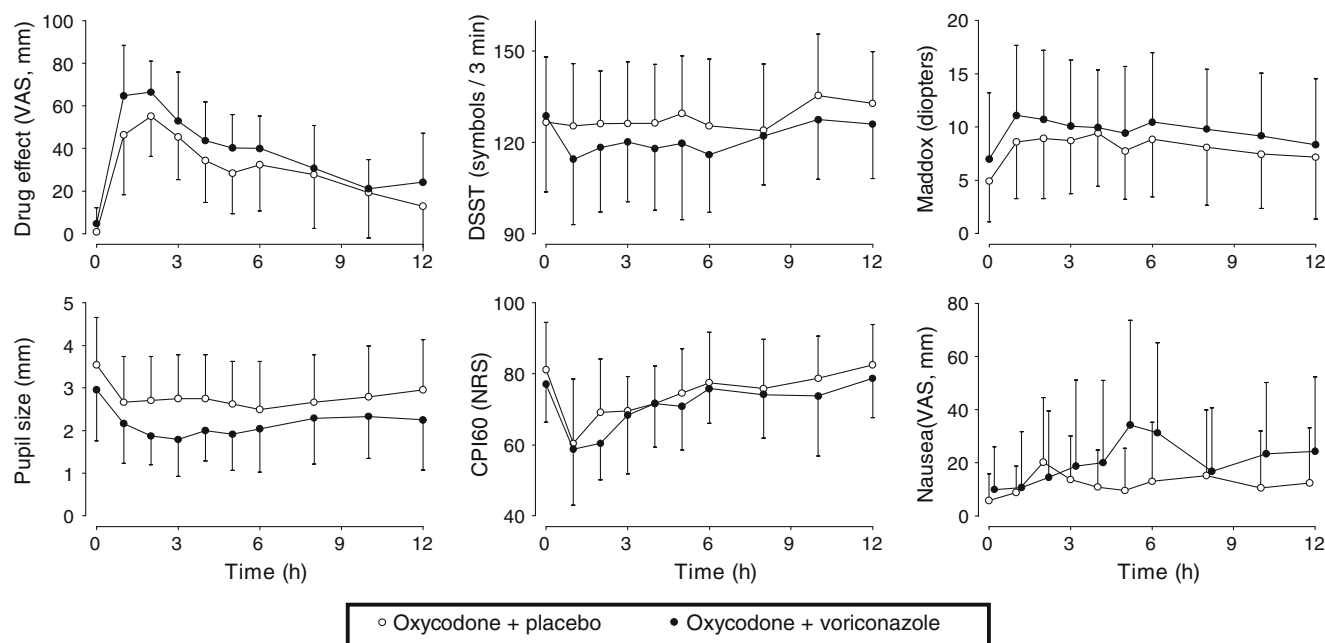 Drug effect (VAS, mm)
100
80
60
40
20
0
0 3 6 9 12
DSST (symbols / 3 min)
150
120
90
0 3 6 9 12
Maddox (diopters)
20
15
10
5
0
0 3 6 9 12
Pupil size (mm)
5
4
3
2
1
0
0 3 6 9 12
Time (h)
CPI60 (NRS)
100
80
60
40
0 3 6 9 12
Time (h)
Nausea(VAS, mm)
80
60
40
20
0
0 3 6 9 12
Time (h)
Oxycodone + placebo
Oxycodone + voriconazole